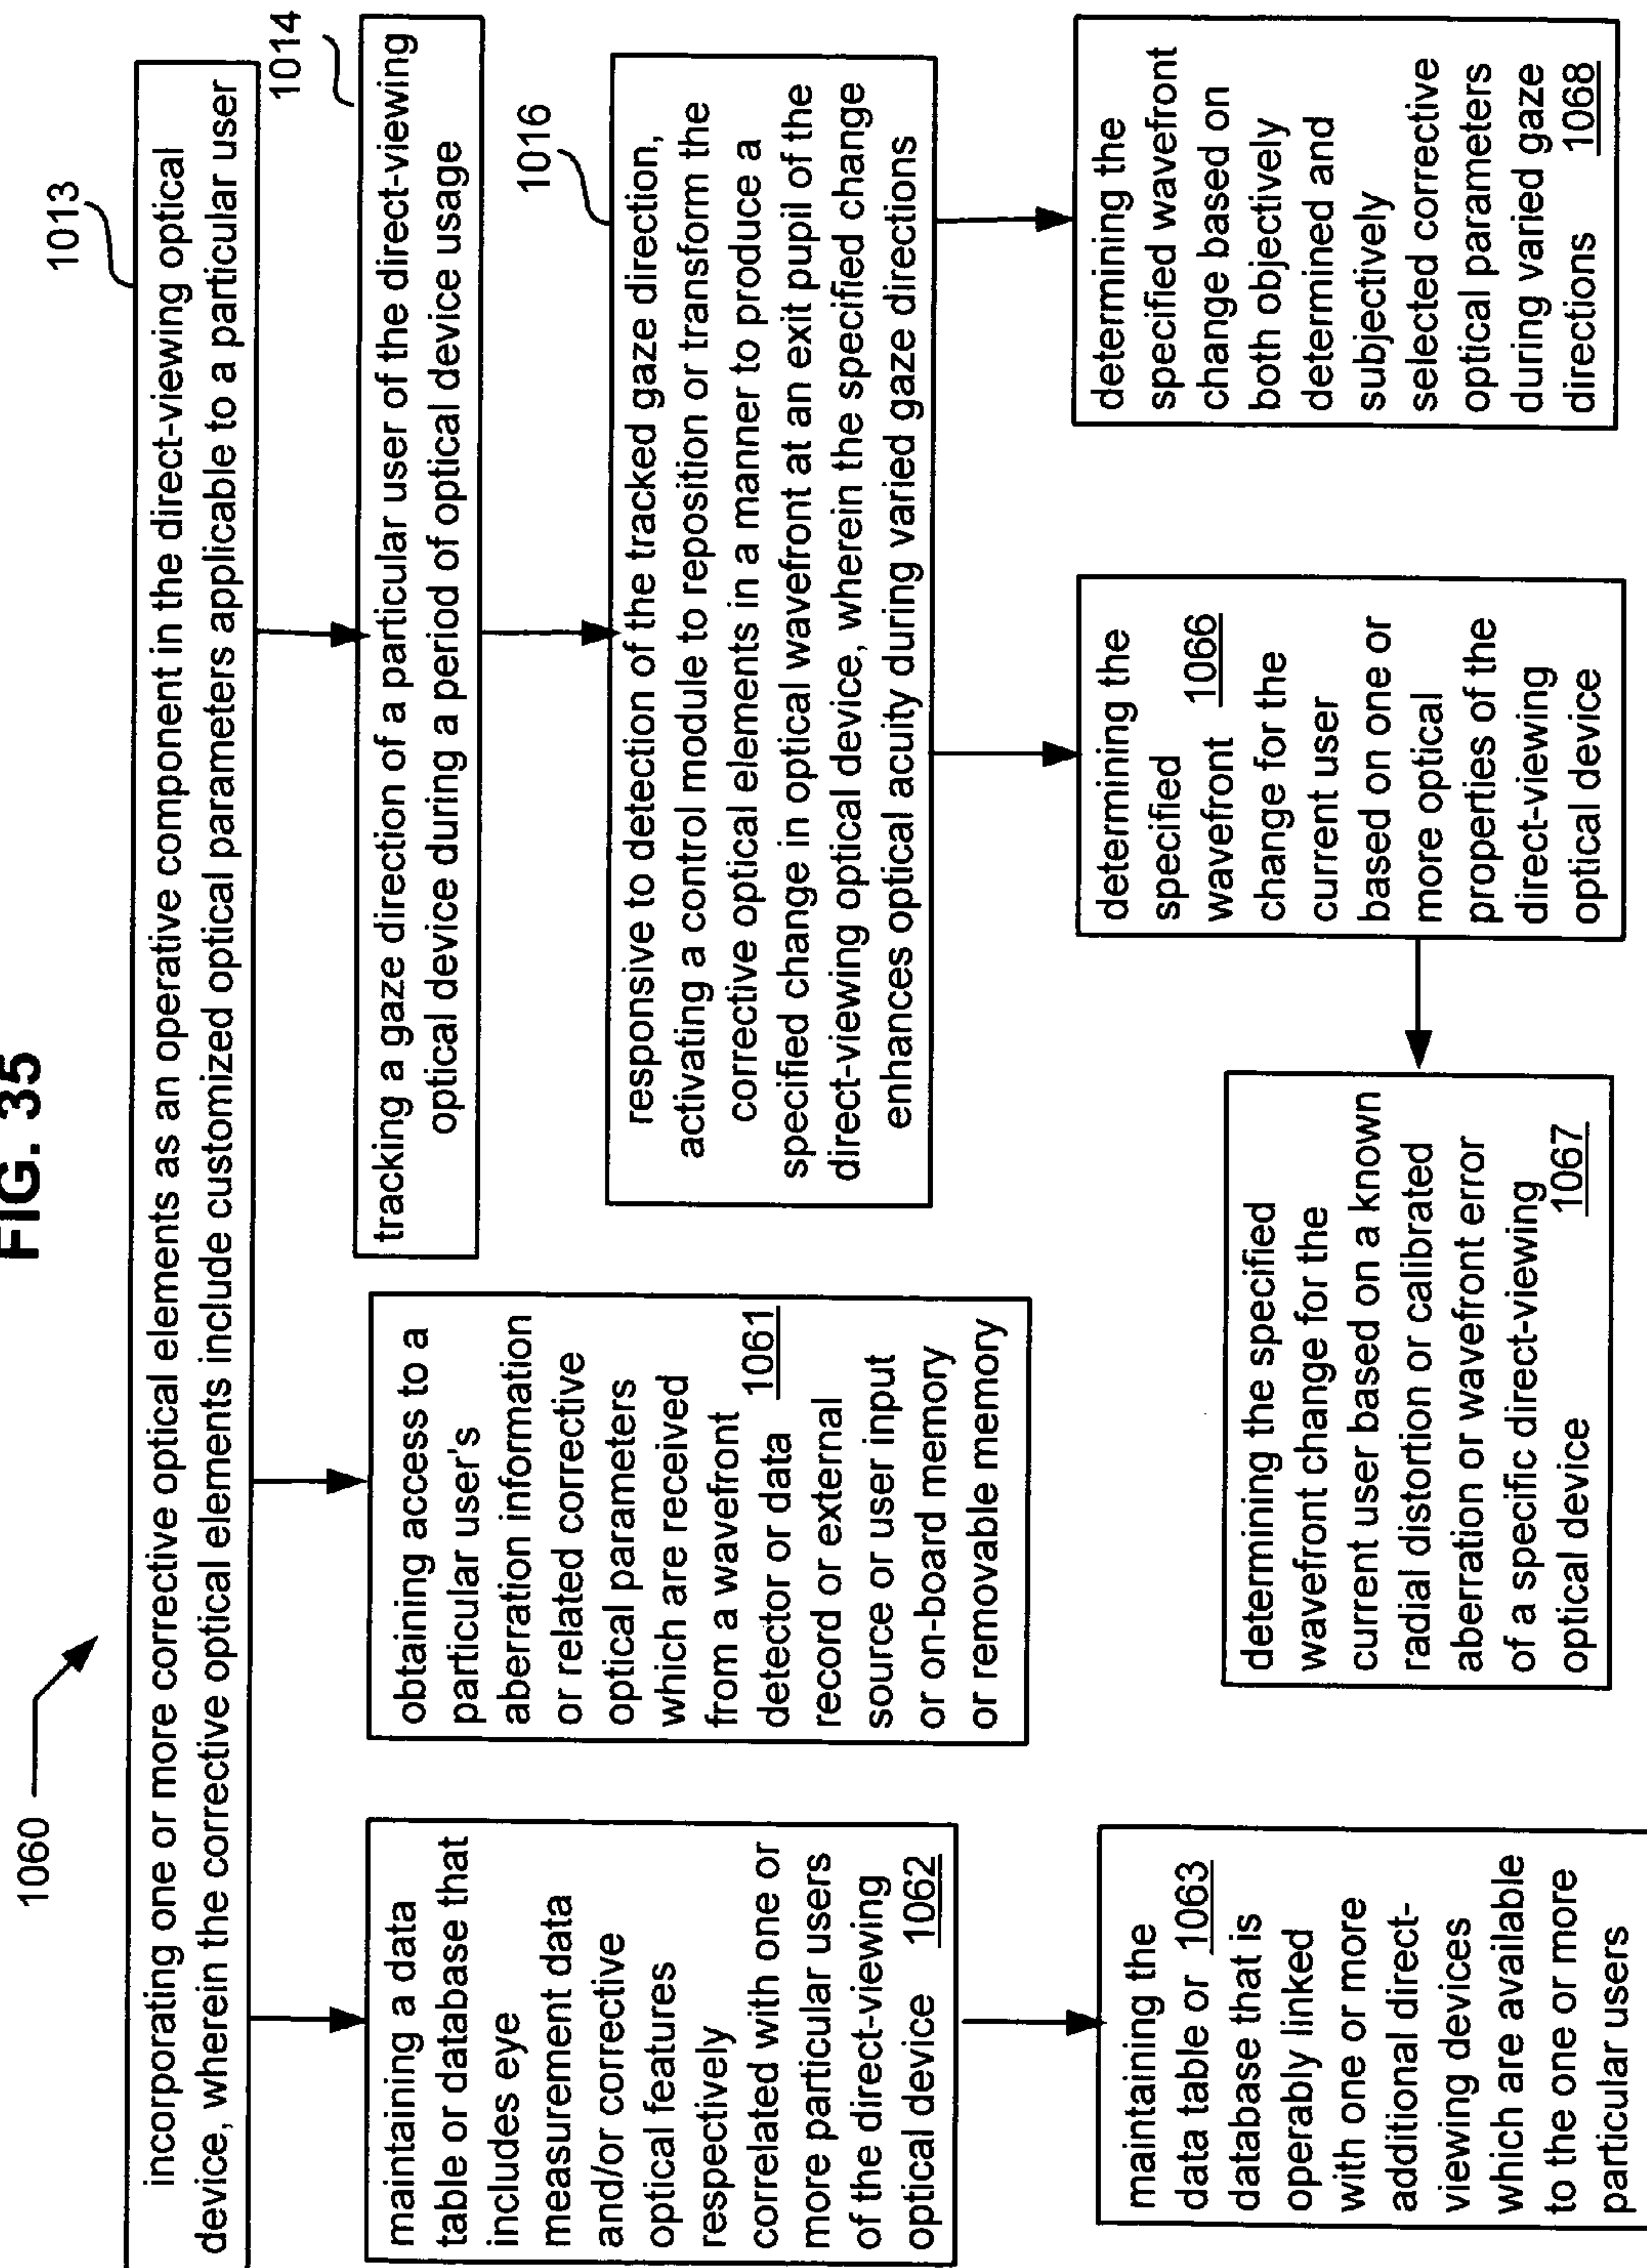 FIG. 35
1060
1013
incorporating one or more corrective optical elements as an operative component in the direct-viewing optical
device, wherein the corrective optical elements include customized optical parameters applicable to a particular user
1014
tracking a gaze direction of a particular user of the direct-viewing
optical device during a period of optical device usage
1016
responsive to detection of the tracked gaze direction,
activating a control module to reposition or transform the
corrective optical elements in a manner to produce a
specified change in optical wavefront at an exit pupil of the
direct-viewing optical device, wherein the specified change
enhances optical acuity during varied gaze directions
maintaining a data
table or database that
includes eye
measurement data
and/or corrective
optical features
respectively
correlated with one or
more particular users
of the direct-viewing
optical device 1062
obtaining access to a
particular user's
aberration information
or related corrective
optical parameters
which are received
from a wavefront
detector or data 1061
record or external
source or user input
or on-board memory
or removable memory
maintaining the
data table or 1063
database that is
operably linked
with one or more
additional direct-
viewing devices
which are available
to the one or more
particular users
determining the specified
wavefront change for the
current user based on a known
radial distortion or calibrated
aberration or wavefront error
of a specific direct-viewing
optical device 1067
determining the
specified
wavefront 1066
change for the
current user
based on one or
more optical
properties of the
direct-viewing
optical device
determining the
specified wavefront
change based on
both objectively
determined and
subjectively
selected corrective
optical parameters
during varied gaze
directions 1068